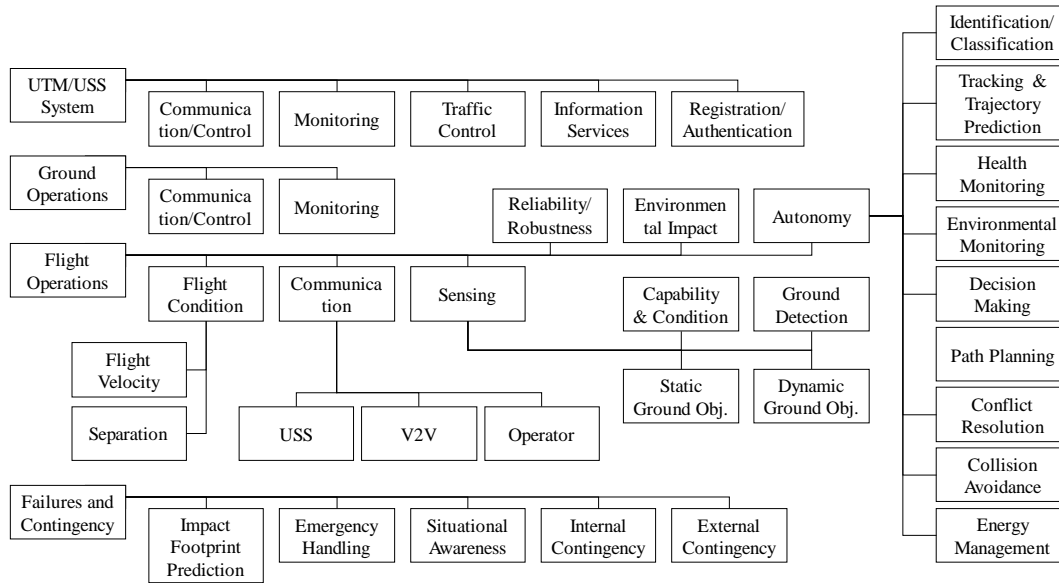 UTM/USS
System
Communica
tion/Control
Monitoring
Traffic
Control
Information
Services
Registration/
Authentication
Ground
Operations
Communica
tion/Control
Monitoring
Reliability/
Robustness
Environmen
tal Impact
Autonomy
Flight
Operations
Flight
Condition
Communica
tion
Sensing
Capability
& Condition
Ground
Detection
Flight
Velocity
Separation
USS
V2V
Operator
Static
Ground Obj.
Dynamic
Ground Obj.
Failures and
Contingency
Impact
Footprint
Prediction
Emergency
Handling
Situational
Awareness
Internal
Contingency
External
Contingency
Identification/
Classification
Tracking &
Trajectory
Prediction
Health
Monitoring
Environmental
Monitoring
Decision
Making
Path Planning
Conflict
Resolution
Collision
Avoidance
Energy
Management